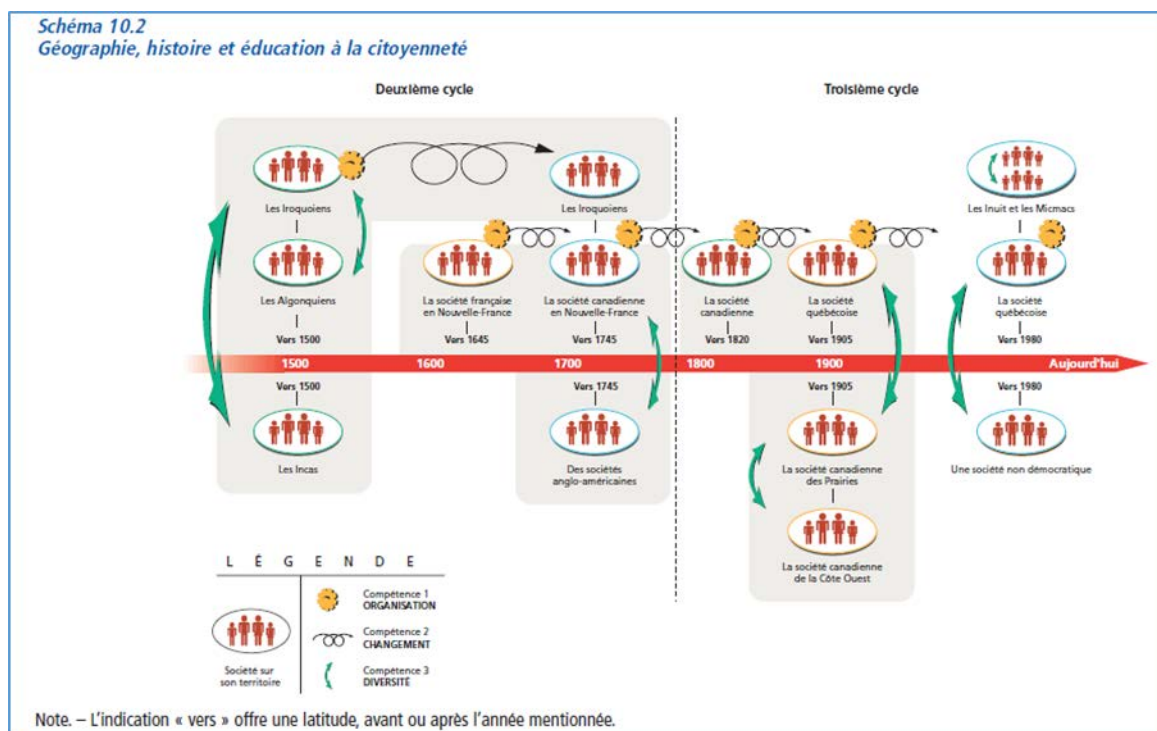 Schéma 10.2
Géographie, histoire et éducation à la citoyenneté
Deuxième cycle
Troisième cycle
Les Iroquoiens
Les Iroquoiens
Les Inuit et les Micmacs
Les Algonquiens
La société française
en Nouvelle-France
La société canadienne
en Nouvelle-France
La société
canadienne
La société
québécoise
La société
québécoise
Vers 1500
Vers 1645
Vers 1745
Vers 1820
Vers 1905
Vers 1980
1500
1600
1700
1800
1900
Aujourd'hui
Vers 1500
Vers 1745
Vers 1905
Vers 1980
Les Incas
Des sociétés
anglo-américaines
La société canadienne
des Prairies
Une société non démocratique
La société canadienne
de la Côte Ouest
LÉGENDE
Société sur
son territoire
Compétence 1
ORGANISATION
Compétence 2
CHANGEMENT
Compétence 3
DIVERSITÉ
Note. – L'indication « vers » offre une latitude, avant ou après l'année mentionnée.